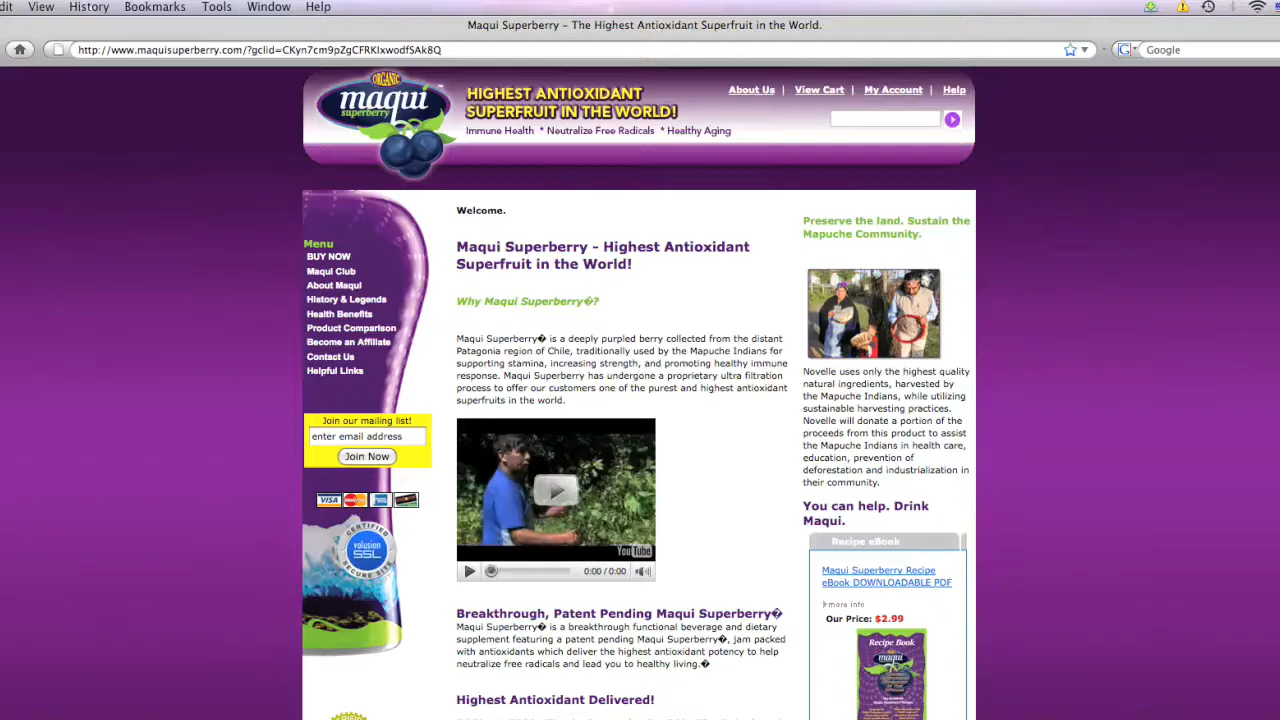 dit View History Bookmarks Tools Window Help
Maqui Superberry – The Highest Antioxidant Superfruit in the World.
http://www.maquisuperberry.com/?gclid=CKyn7cm9pZgCFRKIxwodfSAk8Q
Google
ORGANIC
maqui
superberry
HIGHEST ANTIOXIDANT
SUPERFRUIT IN THE WORLD!
Immune Health * Neutralize Free Radicals * Healthy Aging
About Us | View Cart | My Account | Help
Menu
BUY NOW
Maqui Club
About Maqui
History & Legends
Health Benefits
Product Comparison
Become an Affiliate
Contact Us
Helpful Links
Join our mailing list!
enter email address
Join Now
VISA
CERTIFIED
volusion
SSL
SECURE SITE
Welcome.
Maqui Superberry - Highest Antioxidant
Superfruit in the World!
Why Maqui Superberry�?
Maqui Superberry� is a deeply purpled berry collected from the distant
Patagonia region of Chile, traditionally used by the Mapuche Indians for
supporting stamina, increasing strength, and promoting healthy immune
response. Maqui Superberry has undergone a proprietary ultra filtration
process to offer our customers one of the purest and highest antioxidant
superfruits in the world.
YouTube
0:00 / 0:00
Breakthrough, Patent Pending Maqui Superberry�
Maqui Superberry� is a breakthrough functional beverage and dietary
supplement featuring a patent pending Maqui Superberry�, jam packed
with antioxidants which deliver the highest antioxidant potency to help
neutralize free radicals and lead you to healthy living.�
Highest Antioxidant Delivered!
Preserve the land. Sustain the
Mapuche Community.
Novelle uses only the highest quality
natural ingredients, harvested by
the Mapuche Indians, while utilizing
sustainable harvesting practices.
Novelle will donate a portion of the
proceeds from this product to assist
the Mapuche Indians in health care,
education, prevention of
deforestation and industrialization in
their community.
You can help. Drink
Maqui.
Recipe eBook
Maqui Superberry Recipe
eBook DOWNLOADABLE PDF
more info
Our Price: $2.99
Recipe Book
maqui